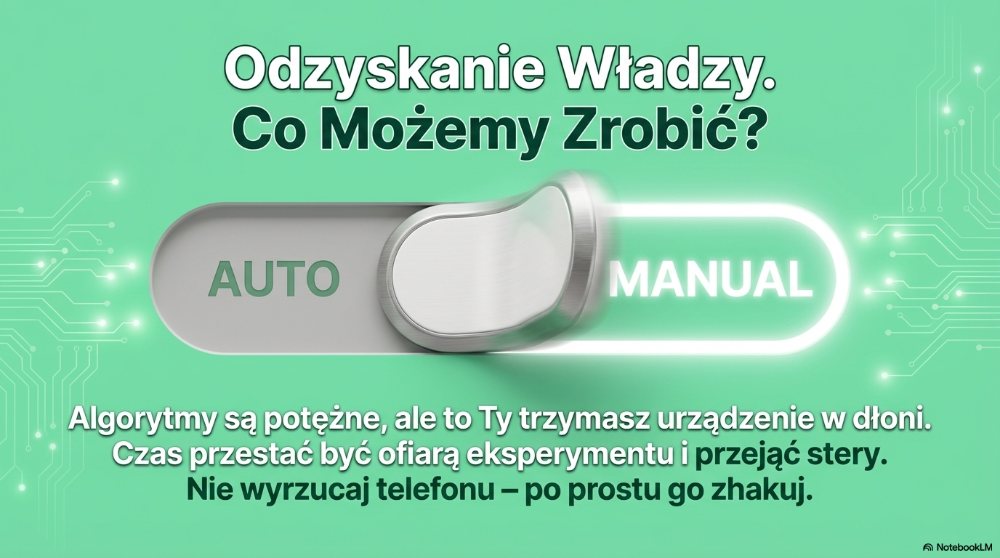 Odzyskanie Władzy.
Co Możemy Zrobić?
AUTO
MANUAL
Algorytmy są potężne, ale to Ty trzymasz urządzenie w dłoni.
Czas przestać być ofiarą eksperymentu i przejąć stery.
Nie wyrzucaj telefonu – po prostu go zhakuj.
NotebookLM